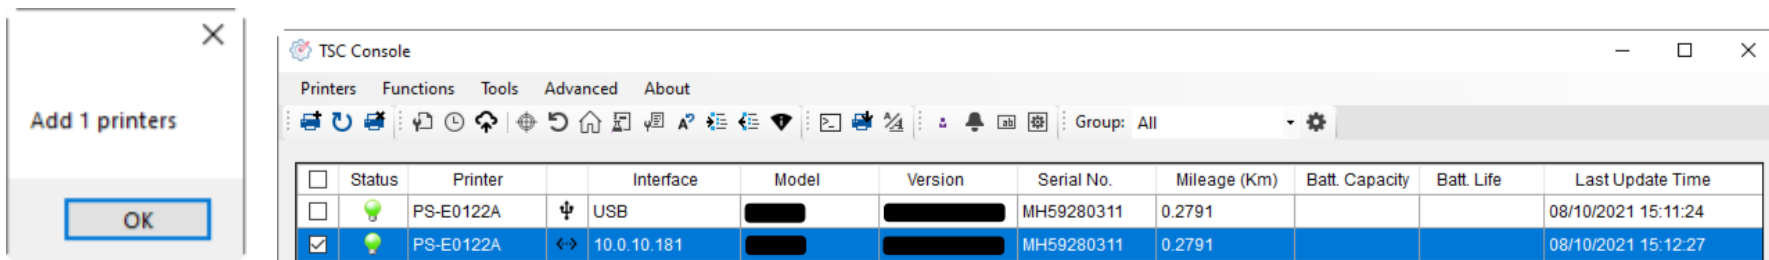 Add 1 printers
OK
TSC Console
Printers Functions Tools Advanced About
Group: All
Status Printer Interface Model Version Serial No. Mileage (Km) Batt. Capacity Batt. Life Last Update Time
PS-E0122A USB MH59280311 0.2791 08/10/2021 15:11:24
PS-E0122A 10.0.10.181 MH59280311 0.2791 08/10/2021 15:12:27